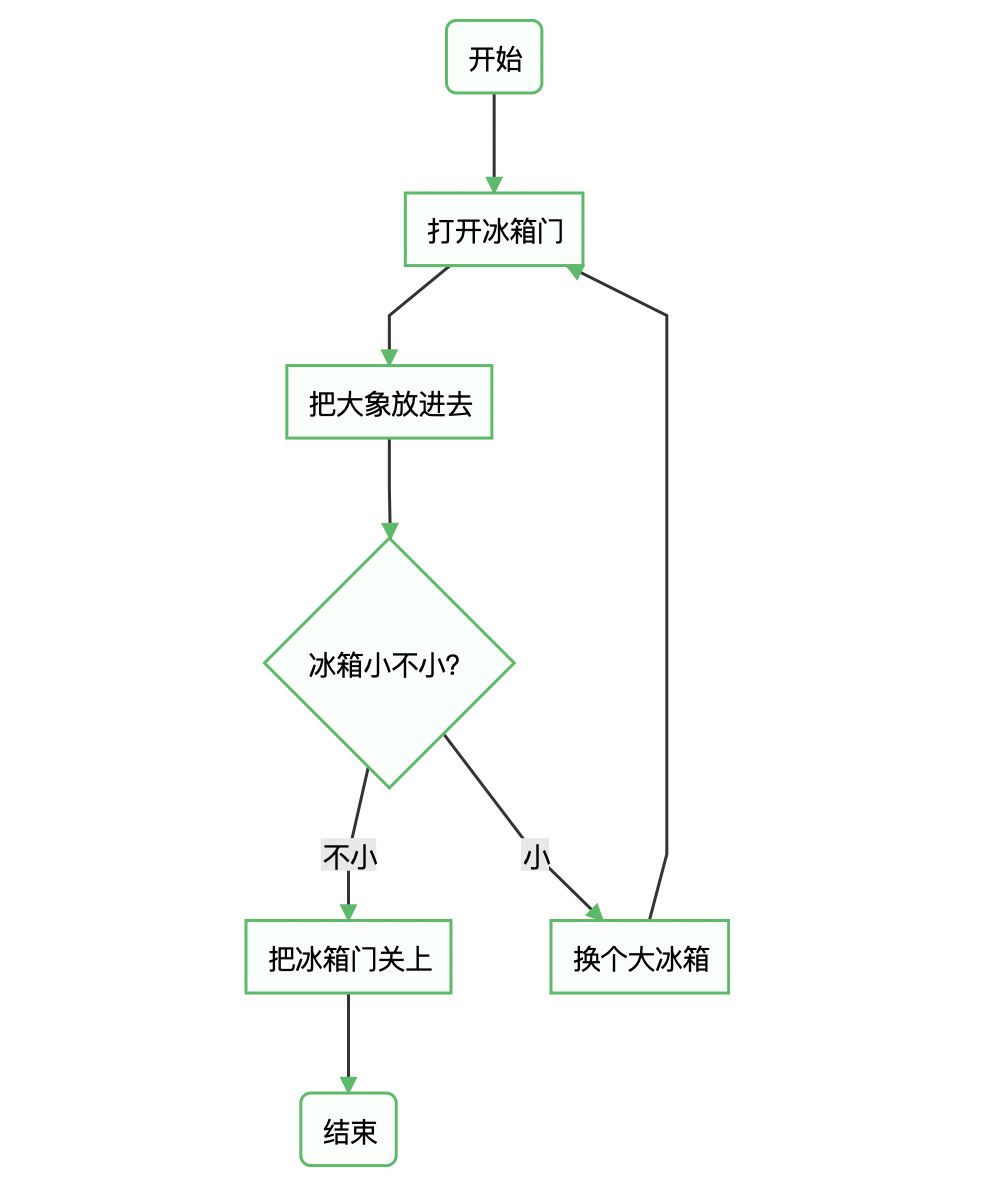 开始
打开冰箱门
把大象放进去
冰箱小不小?
不小
小
把冰箱门关上
换个大冰箱
结束